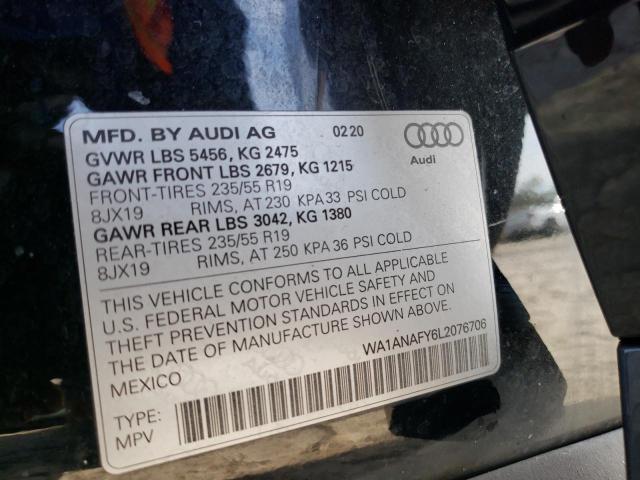 MFD. BY AUDI AG 0220
Audi
GVWR LBS 5456, KG 2475
GAWR FRONT LBS 2679, KG 1215
FRONT-TIRES 235/55 R19
8JX19 RIMS, AT 230 KPA 33 PSI COLD
GAWR REAR LBS 3042, KG 1380
REAR-TIRES 235/55 R19
8JX19 RIMS, AT 250 KPA 36 PSI COLD
THIS VEHICLE CONFORMS TO ALL APPLICABLE
U.S. FEDERAL MOTOR VEHICLE SAFETY AND
THEFT PREVENTION STANDARDS IN EFFECT ON
THE DATE OF MANUFACTURE SHOWN ABOVE.
MEXICO WA1ANAFY6L2076706
TYPE:
MPV